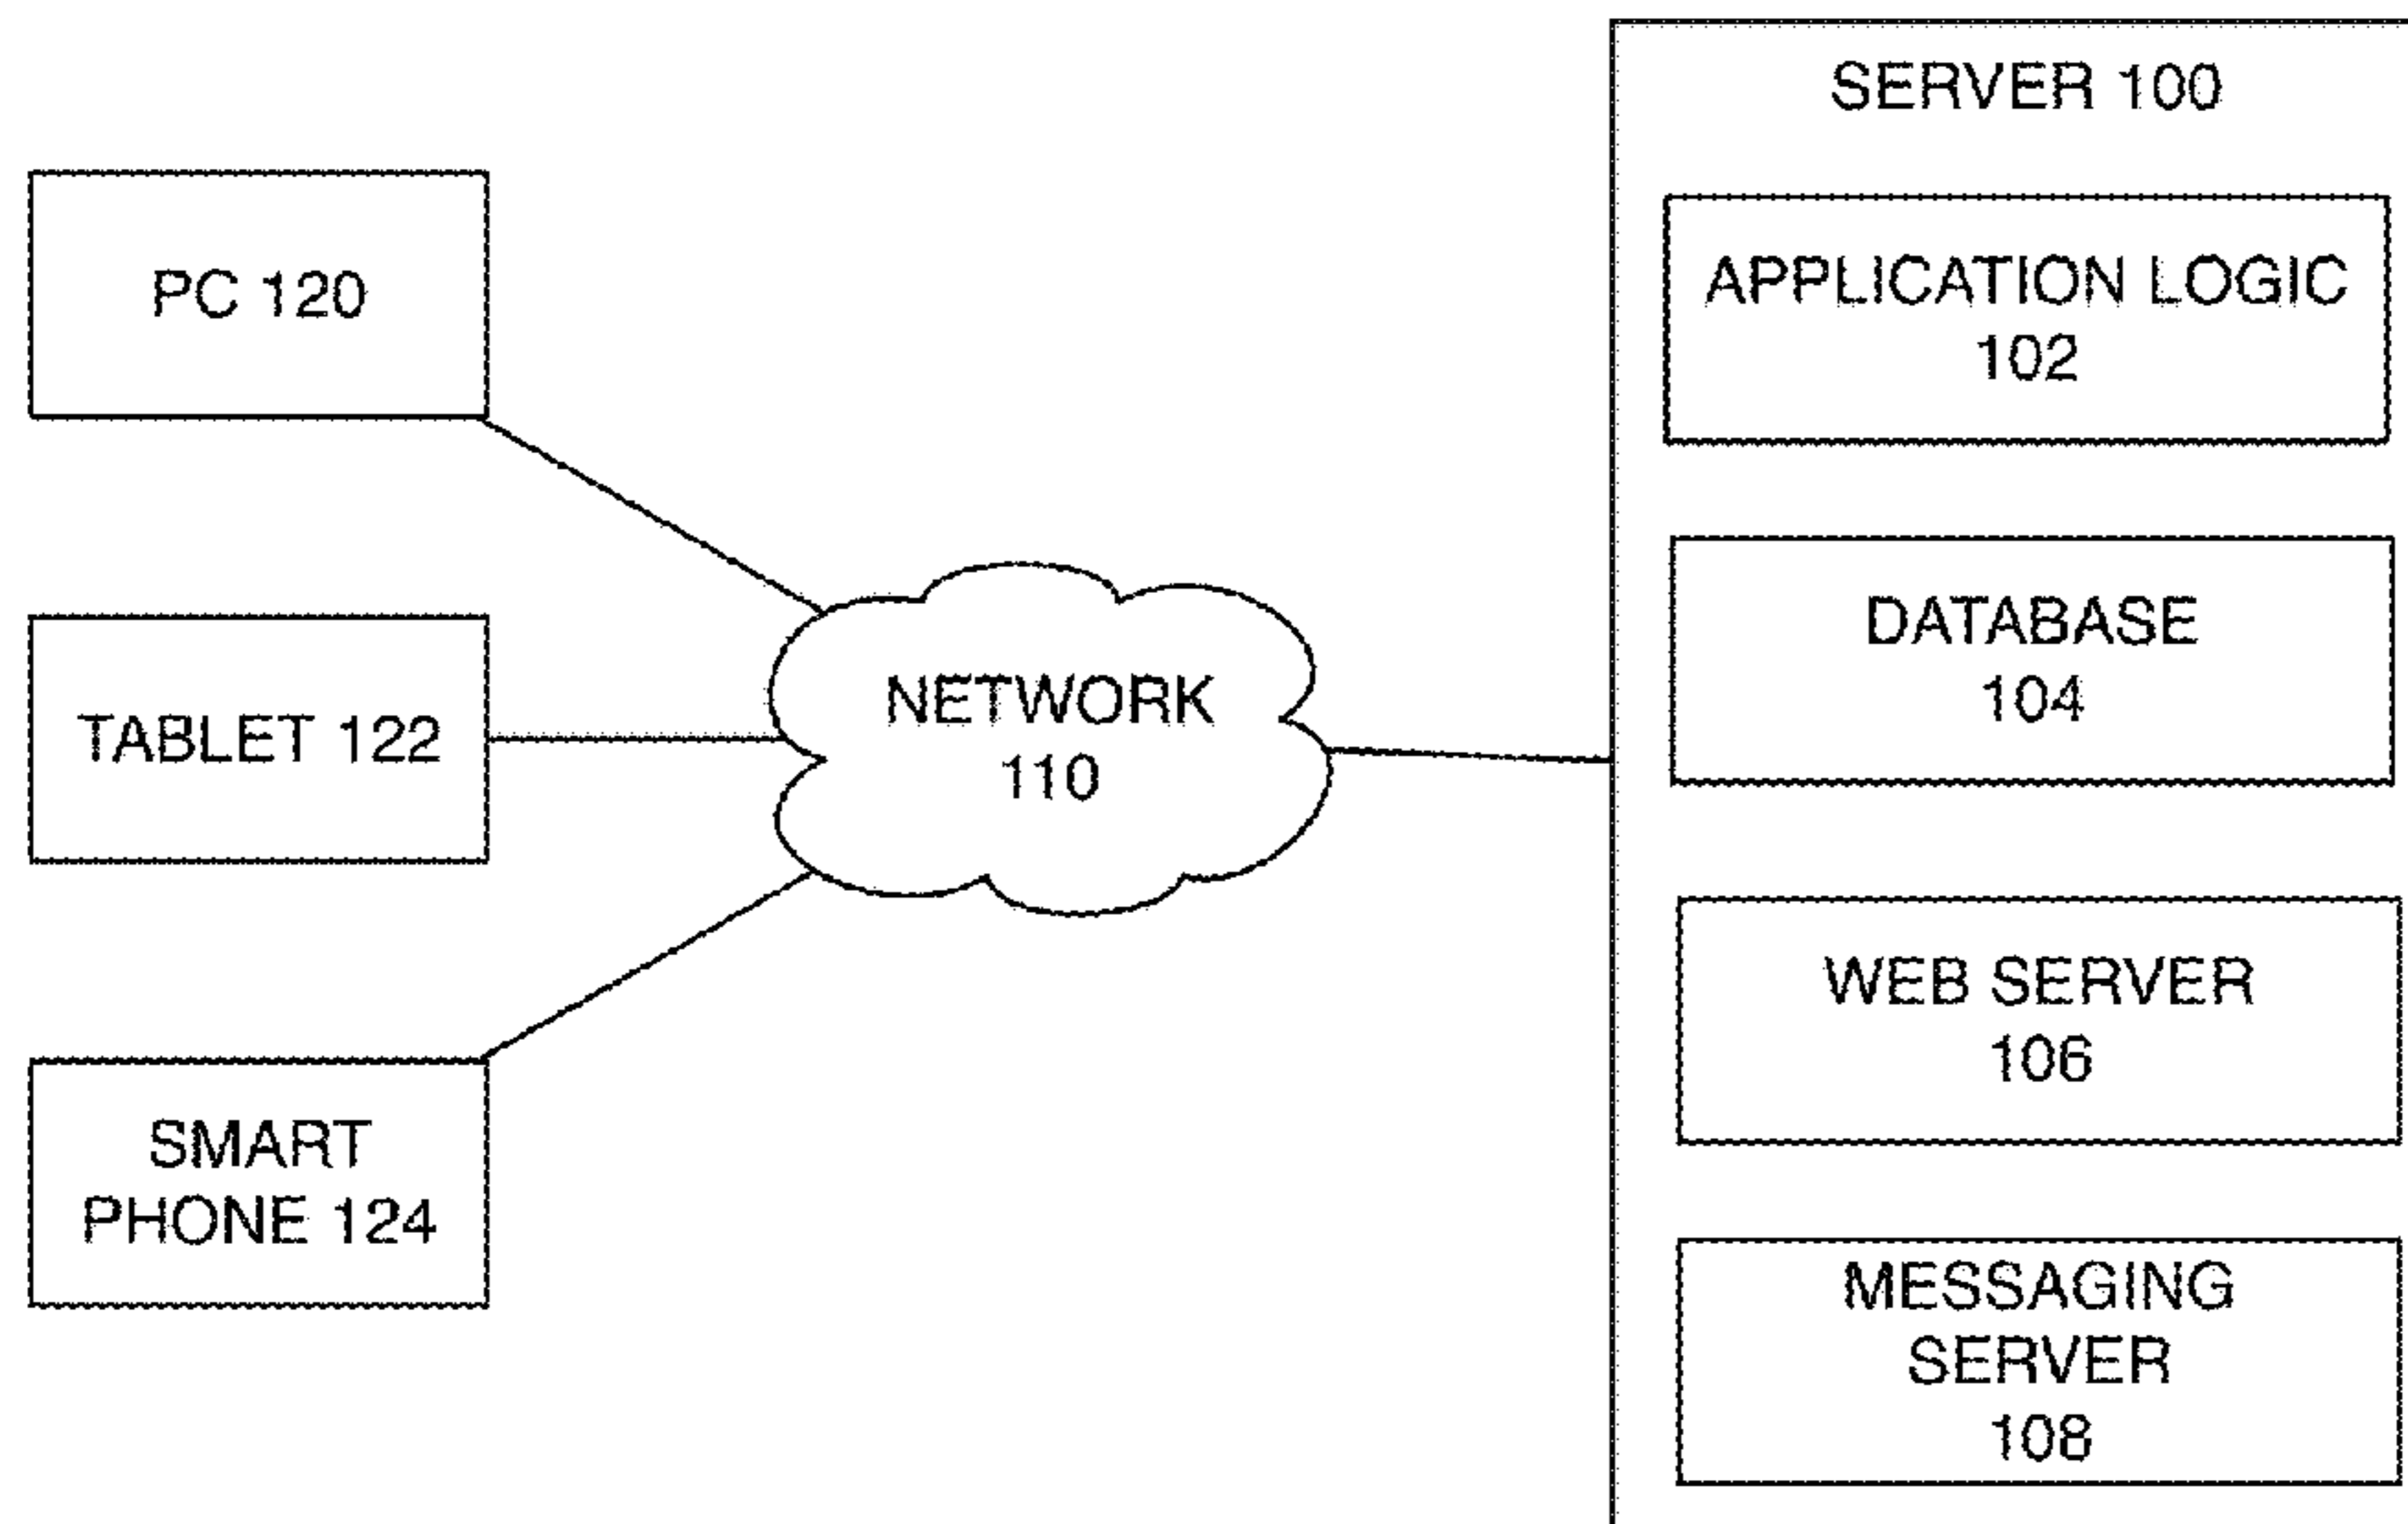 SERVER 100
PC 120
APPLICATION LOGIC
102
TABLET 122
NETWORK
110
DATABASE
104
SMART
PHONE 124
WEB SERVER
106
MESSAGING
SERVER
108